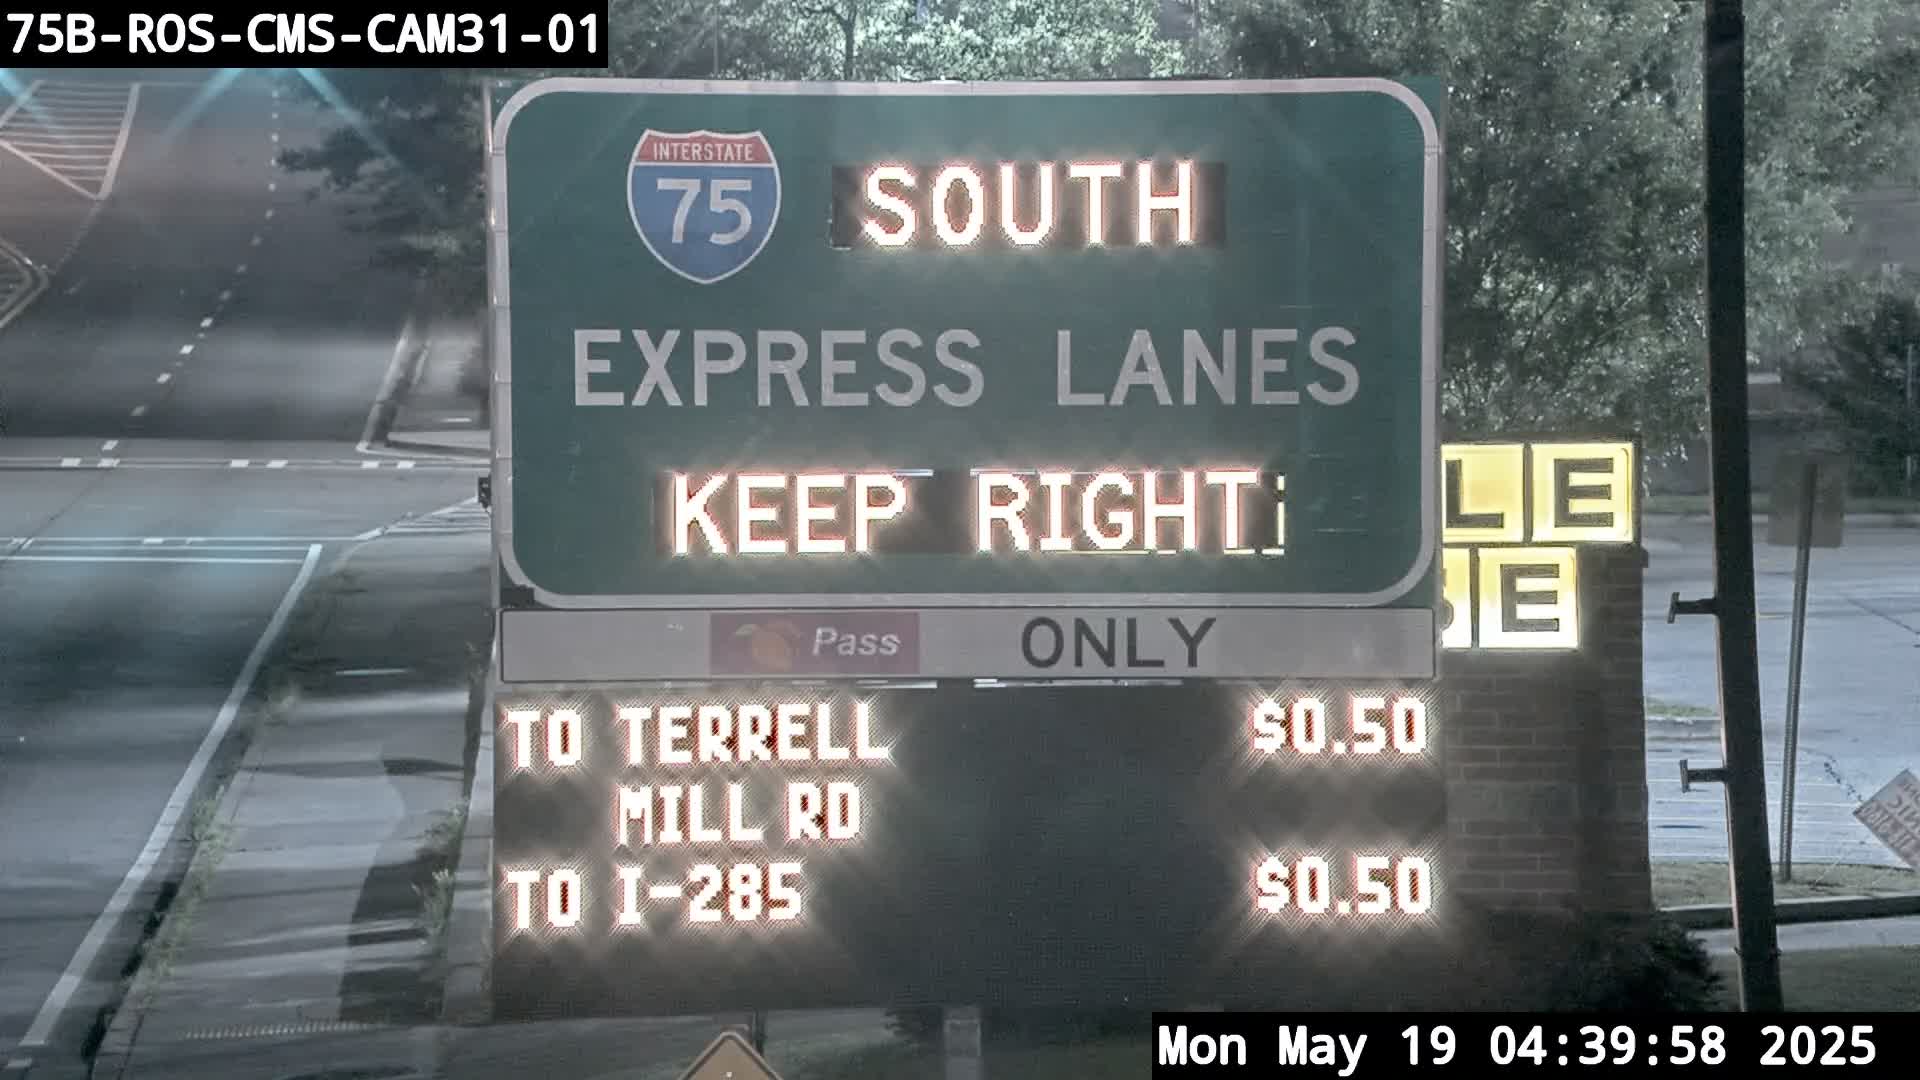 75B-ROS-CMS-CAM31-01
INTERSTATE
75
SOUTH
EXPRESS LANES
KEEP RIGHT
Pass ONLY
TO TERRELL $0.50
MILL RD
TO I-285 $0.50
LE
E
Mon May 19 04:39:58 2025